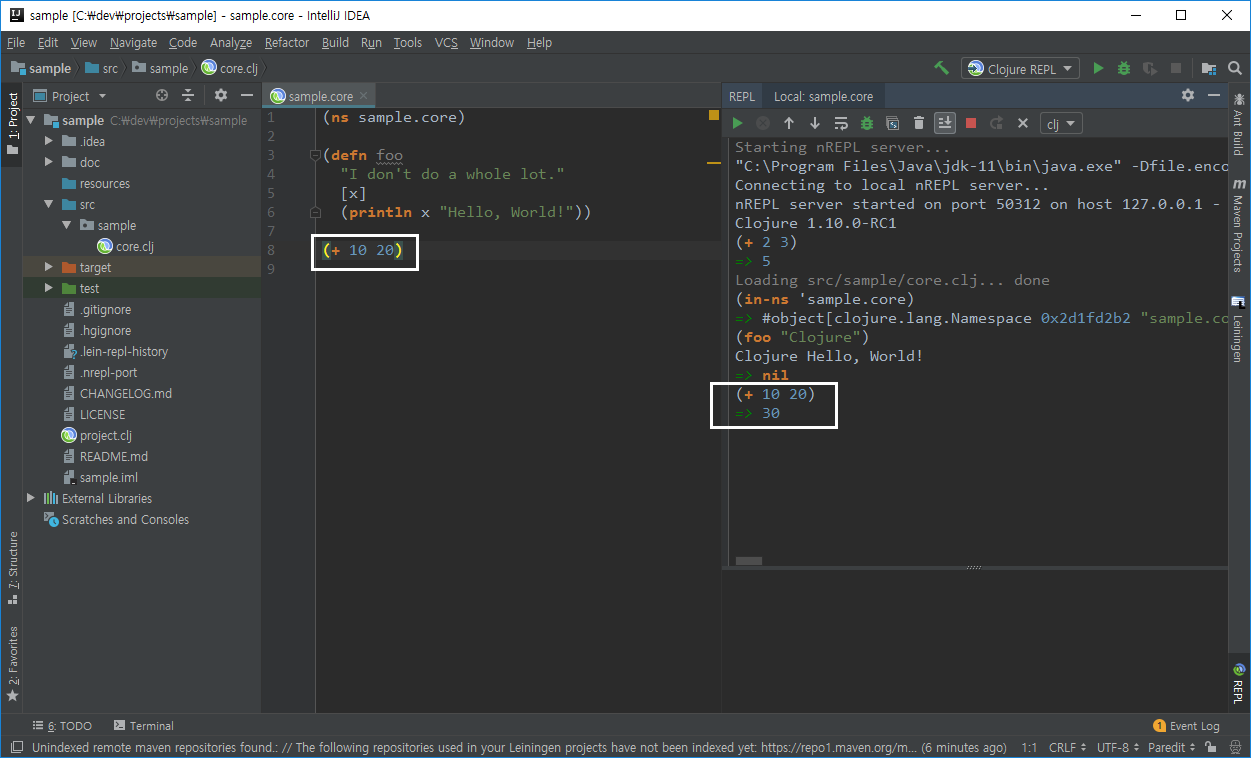 sample [C:₩dev₩projects₩sample] - sample.core - IntelliJ IDEA
File Edit View Navigate Code Analyze Refactor Build Run Tools VCS Window Help
sample src sample core.clj
Clojure REPL
1: Project
7: Structure
2: Favorites
Project
sample C:₩dev₩projects₩sample
.idea
doc
resources
src
sample
core.clj
target
test
.gitignore
.hgignore
.lein-repl-history
.nrepl-port
CHANGELOG.md
LICENSE
project.clj
README.md
sample.iml
External Libraries
Scratches and Consoles
sample.core
1 (ns sample.core)
2
3 (defn foo
4 "I don't do a whole lot."
5 [x]
6 (println x "Hello, World!"))
7
8 (+ 10 20)
9
REPL Local: sample.core
clj
Starting nREPL server...
"C:\Program Files\Java\jdk-11\bin\java.exe" -Dfile.enco
Connecting to local nREPL server...
nREPL server started on port 50312 on host 127.0.0.1 -
Clojure 1.10.0-RC1
(+ 2 3)
=> 5
Loading src/sample/core.clj... done
(in-ns 'sample.core)
=> #object[clojure.lang.Namespace 0x2d1fd2b2 "sample.co
(foo "Clojure")
Clojure Hello, World!
=> nil
(+ 10 20)
=> 30
Ant Build
m Maven Projects
Leiningen
REPL
6: TODO Terminal
1 Event Log
Unindexed remote maven repositories found.: // The following repositories used in your Leiningen projects have not been indexed yet: https://repo1.maven.org/m... (6 minutes ago) 1:1 CRLF UTF-8 Paredit